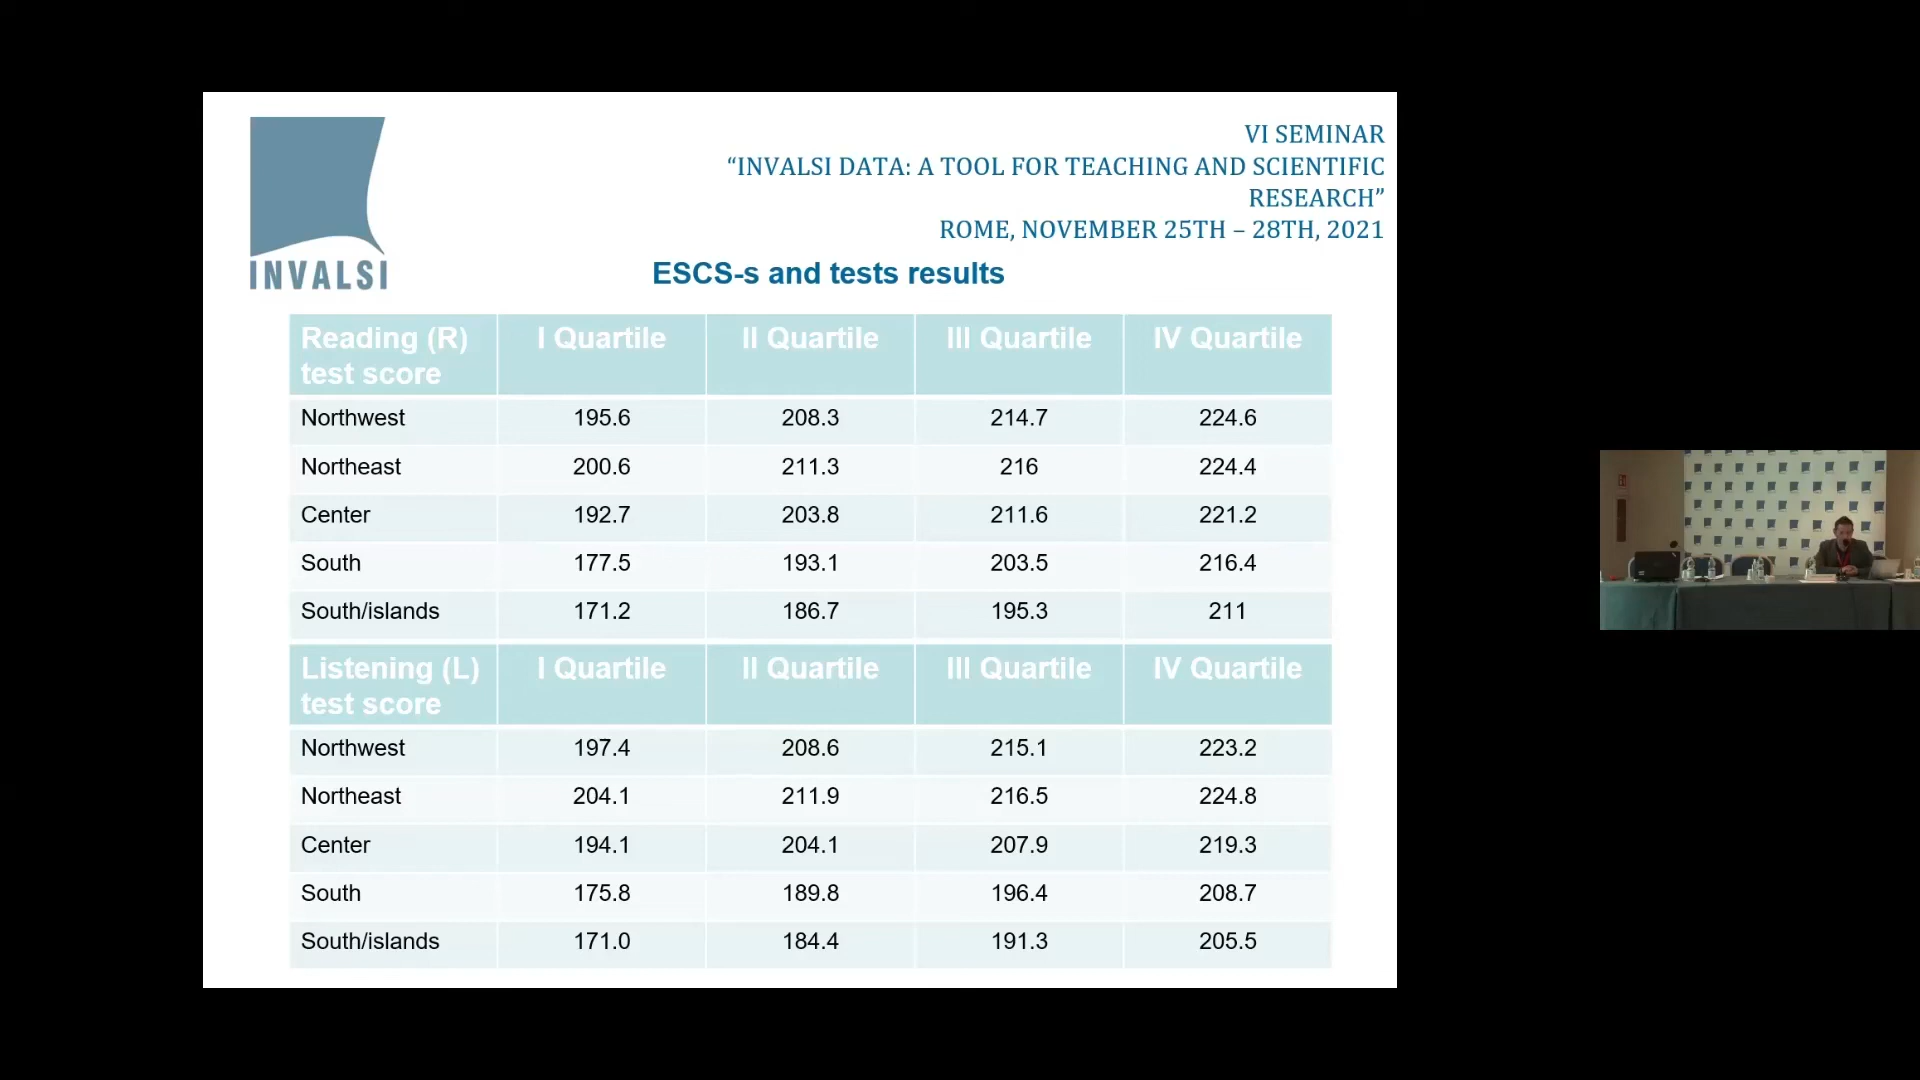 INVALSI
VI SEMINAR
“INVALSI DATA: A TOOL FOR TEACHING AND SCIENTIFIC
RESEARCH”
ROME, NOVEMBER 25TH – 28TH, 2021
ESCS-s and tests results
Reading (R) test score I Quartile II Quartile III Quartile IV Quartile
Northwest 195.6 208.3 214.7 224.6
Northeast 200.6 211.3 216 224.4
Center 192.7 203.8 211.6 221.2
South 177.5 193.1 203.5 216.4
South/islands 171.2 186.7 195.3 211
Listening (L) test score I Quartile II Quartile III Quartile IV Quartile
Northwest 197.4 208.6 215.1 223.2
Northeast 204.1 211.9 216.5 224.8
Center 194.1 204.1 207.9 219.3
South 175.8 189.8 196.4 208.7
South/islands 171.0 184.4 191.3 205.5